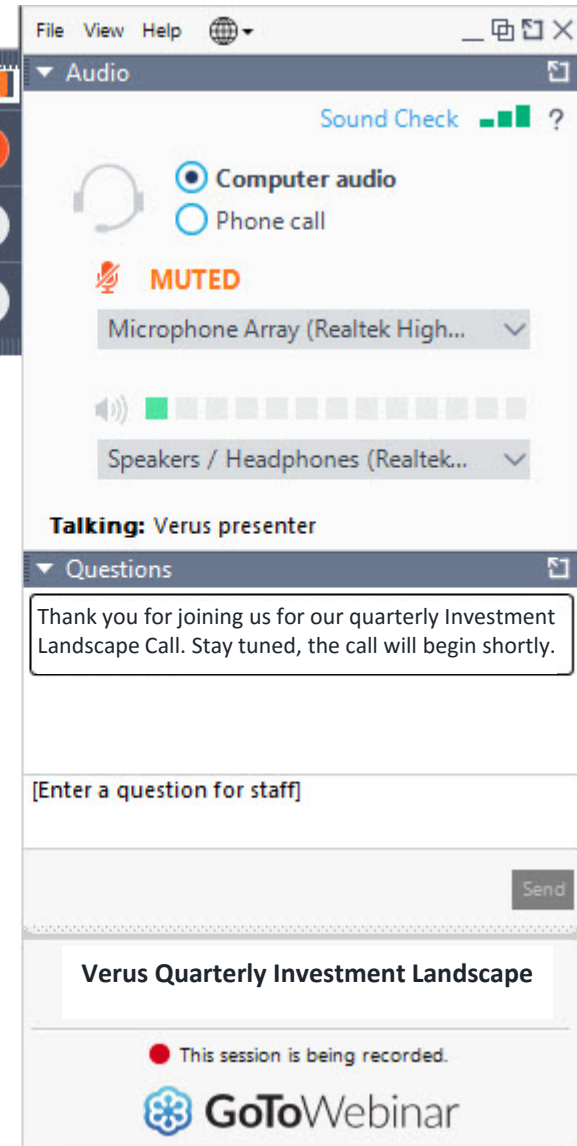 File View Help
Audio
Sound Check ?
Computer audio
Phone call
MUTED
Microphone Array (Realtek High...
Speakers / Headphones (Realtek...
Talking: Verus presenter
Questions
Thank you for joining us for our quarterly Investment
Landscape Call. Stay tuned, the call will begin shortly.
[Enter a question for staff]
Send
Verus Quarterly Investment Landscape
This session is being recorded.
GoToWebinar